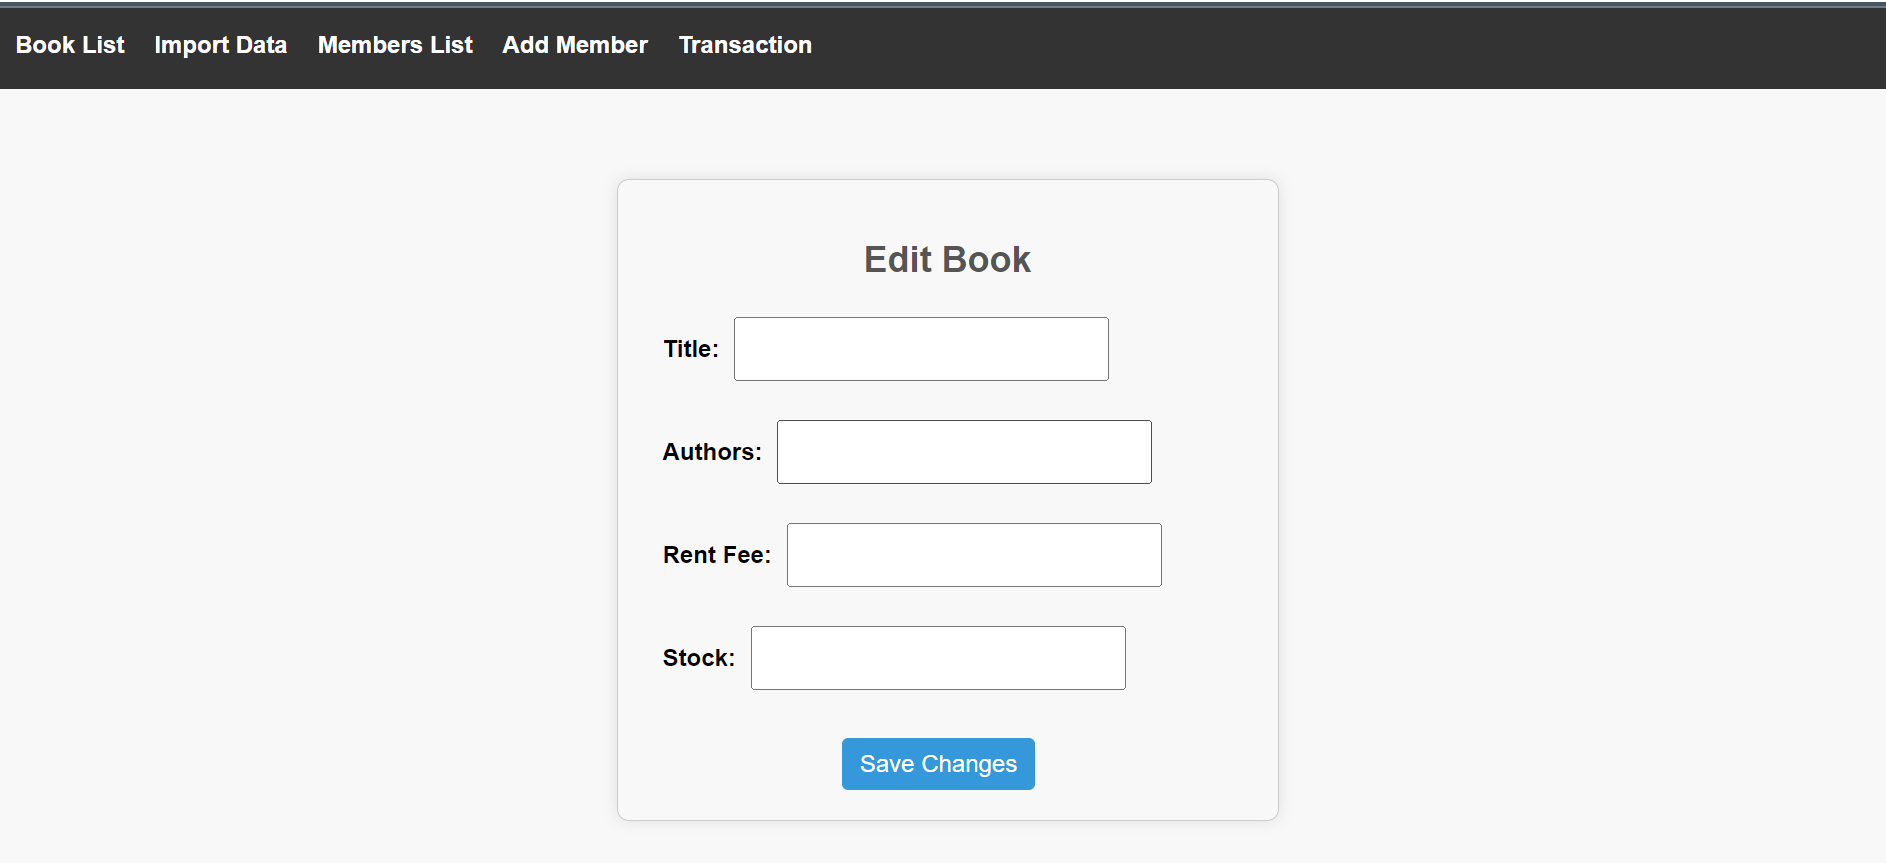 Book List Import Data Members List Add Member Transaction
Edit Book
Title:
Authors:
Rent Fee:
Stock:
Save Changes